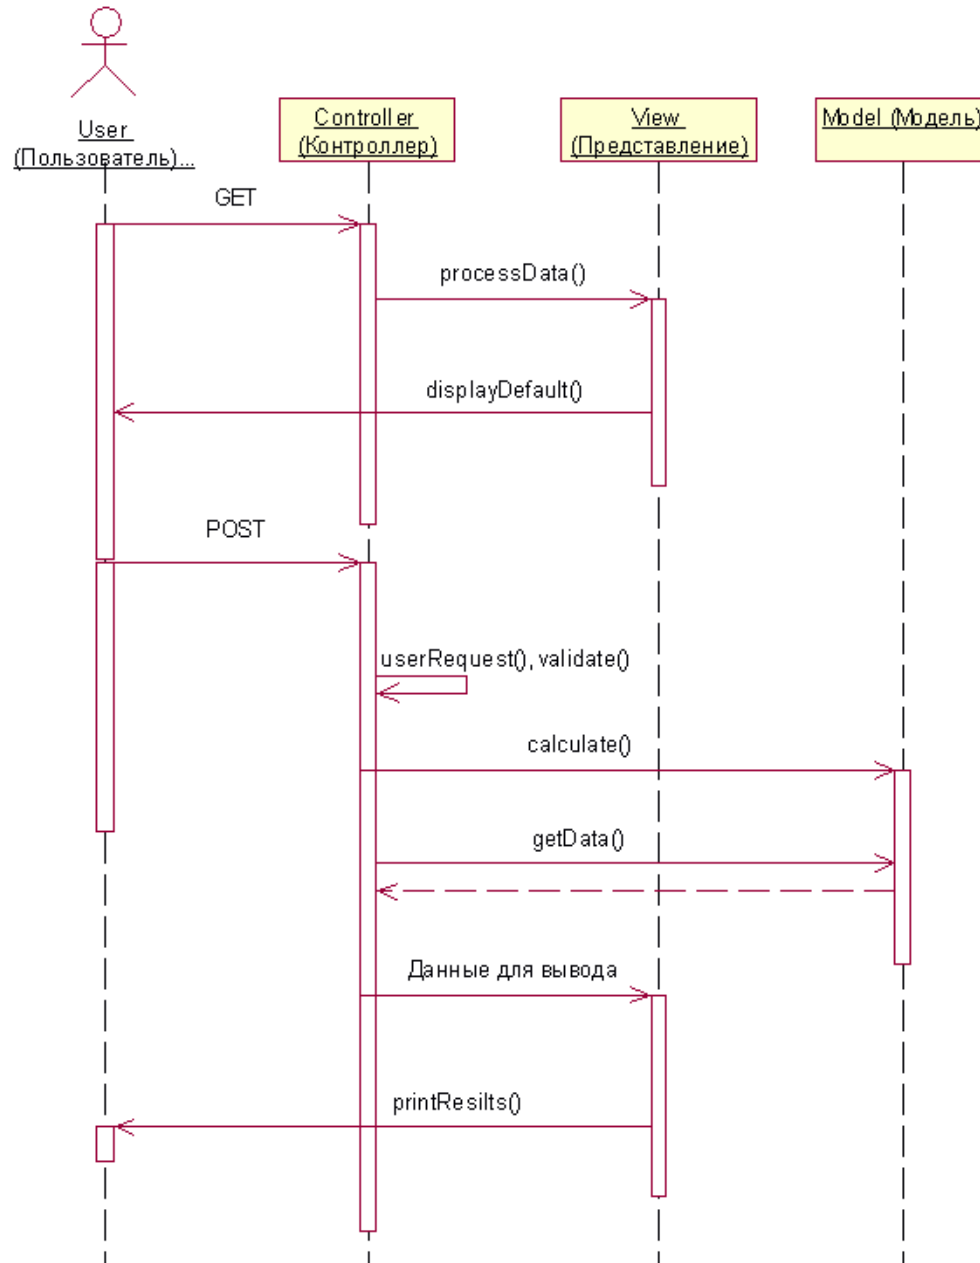 User
(Пользователь)...
Controller
(Контроллер)
View
(Представление)
Model (Модель)
GET
processData()
displayDefault()
POST
userRequest(), validate()
calculate()
getData()
Данные для вывода
printResilts()